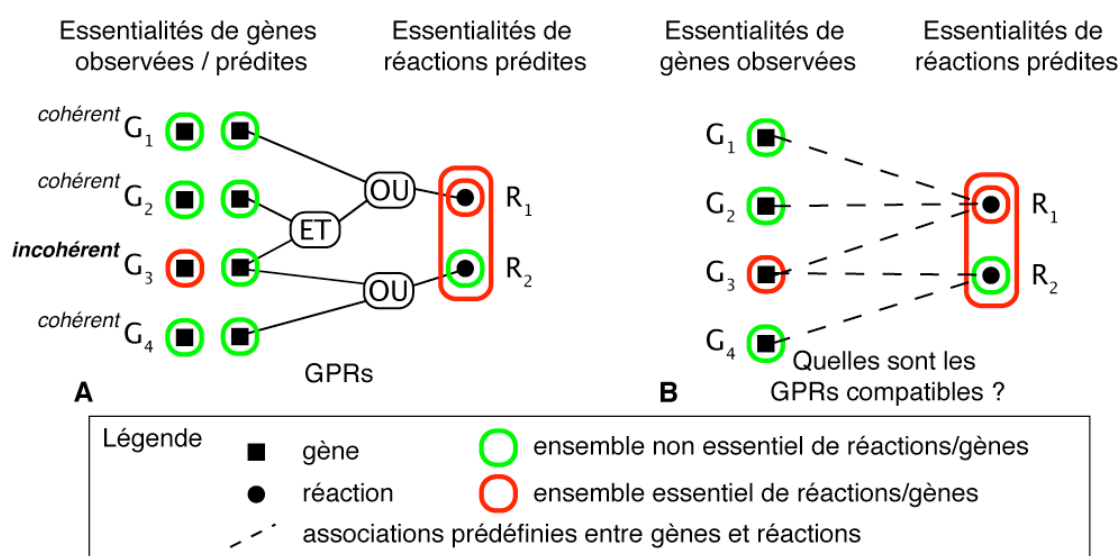 Essentialités de gènes
observées / prédites
Essentialités de
réactions prédites
cohérent G1
cohérent G2
incohérent G3
cohérent G4
OU
ET
OU
R1
R2
GPRs
A
Essentialités de
gènes observées
Essentialités de
réactions prédites
G1
G2
G3
G4
R1
R2
Quelles sont les
GPRs compatibles ?
B
Légende
gène
réaction
associations prédéfinies entre gènes et réactions
ensemble non essentiel de réactions/gènes
ensemble essentiel de réactions/gènes